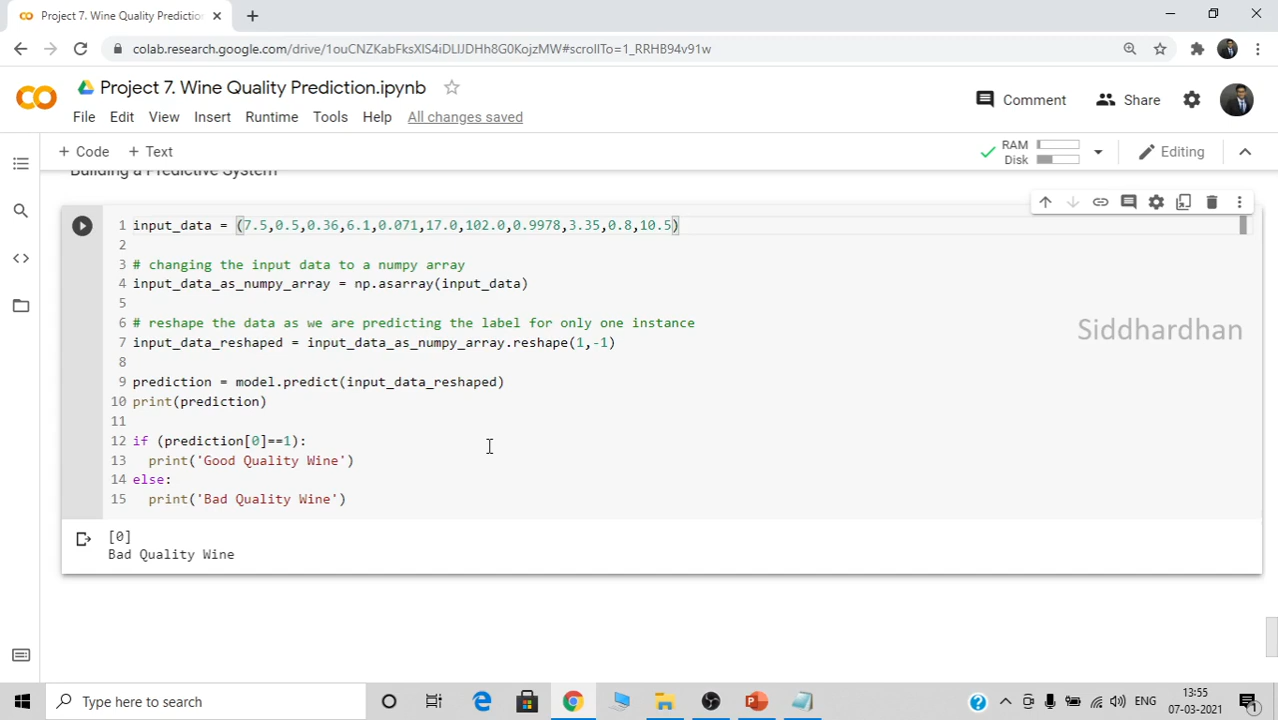 Project 7. Wine Quality Predictio
colab.research.google.com/drive/1ouCNZKabFksXlS4iDLIJDHh8G0KojzMW#scrollTo=1_RRHB94v91w
Project 7. Wine Quality Prediction.ipynb
Comment
Share
File Edit View Insert Runtime Tools Help All changes saved
+ Code + Text
RAM
Disk
Editing
Building a Predictive System
1 input_data = (7.5,0.5,0.36,6.1,0.071,17.0,102.0,0.9978,3.35,0.8,10.5)
2
3 # changing the input data to a numpy array
4 input_data_as_numpy_array = np.asarray(input_data)
5
6 # reshape the data as we are predicting the label for only one instance
7 input_data_reshaped = input_data_as_numpy_array.reshape(1,-1)
8
9 prediction = model.predict(input_data_reshaped)
10 print(prediction)
11
12 if (prediction[0]==1):
13 print('Good Quality Wine')
14 else:
15 print('Bad Quality Wine')
Siddhardhan
[0]
Bad Quality Wine
Type here to search
ENG
13:55
07-03-2021
1